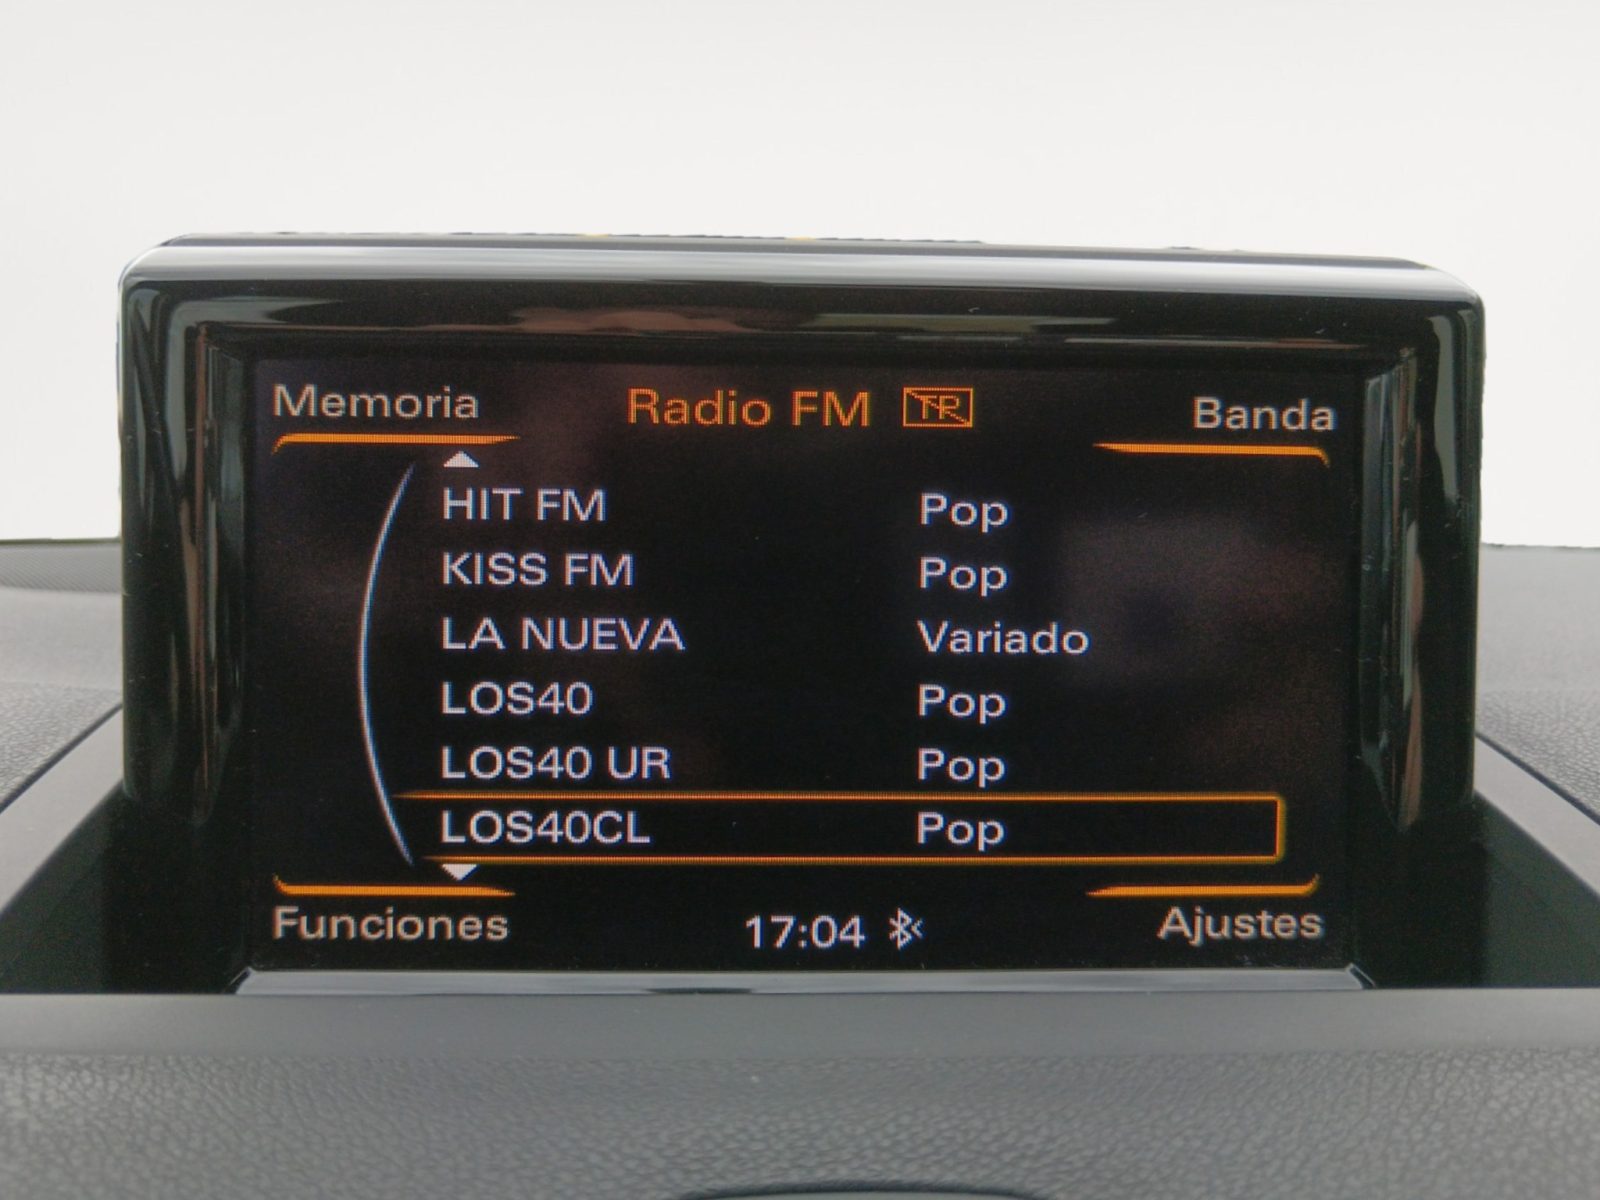 Memoria Radio FM TP Banda
HIT FM Pop
KISS FM Pop
LA NUEVA Variado
LOS40 Pop
LOS40 UR Pop
LOS40CL Pop
Funciones 17:04 Ajustes